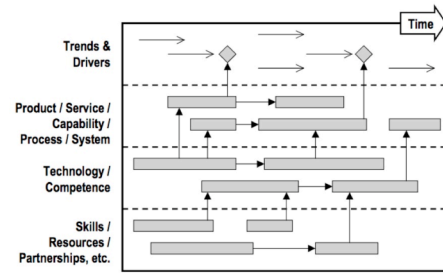 Time
Trends &
Drivers
Product / Service /
Capability /
Process / System
Technology /
Competence
Skills /
Resources /
Partnerships, etc.